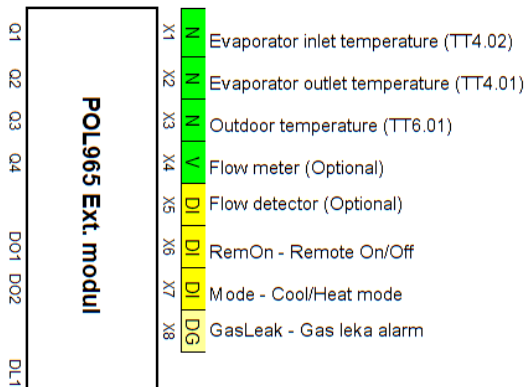 Q1
Q2
Q3
Q4
DO1
DO2
DL1
POL965 Ext. modul
X1 N Evaporator inlet temperature (TT4.02)
X2 N Evaporator outlet temperature (TT4.01)
X3 N Outdoor temperature (TT6.01)
X4 V Flow meter (Optional)
X5 DI Flow detector (Optional)
X6 DI RemOn - Remote On/Off
X7 DI Mode - Cool/Heat mode
X8 DG GasLeak - Gas leka alarm